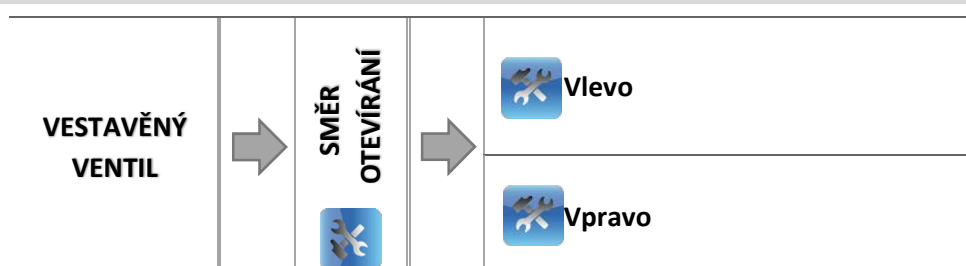 VESTAVĚNÝ
VENTIL
SMĚR
OTEVÍRÁNÍ
Vlevo
Vpravo